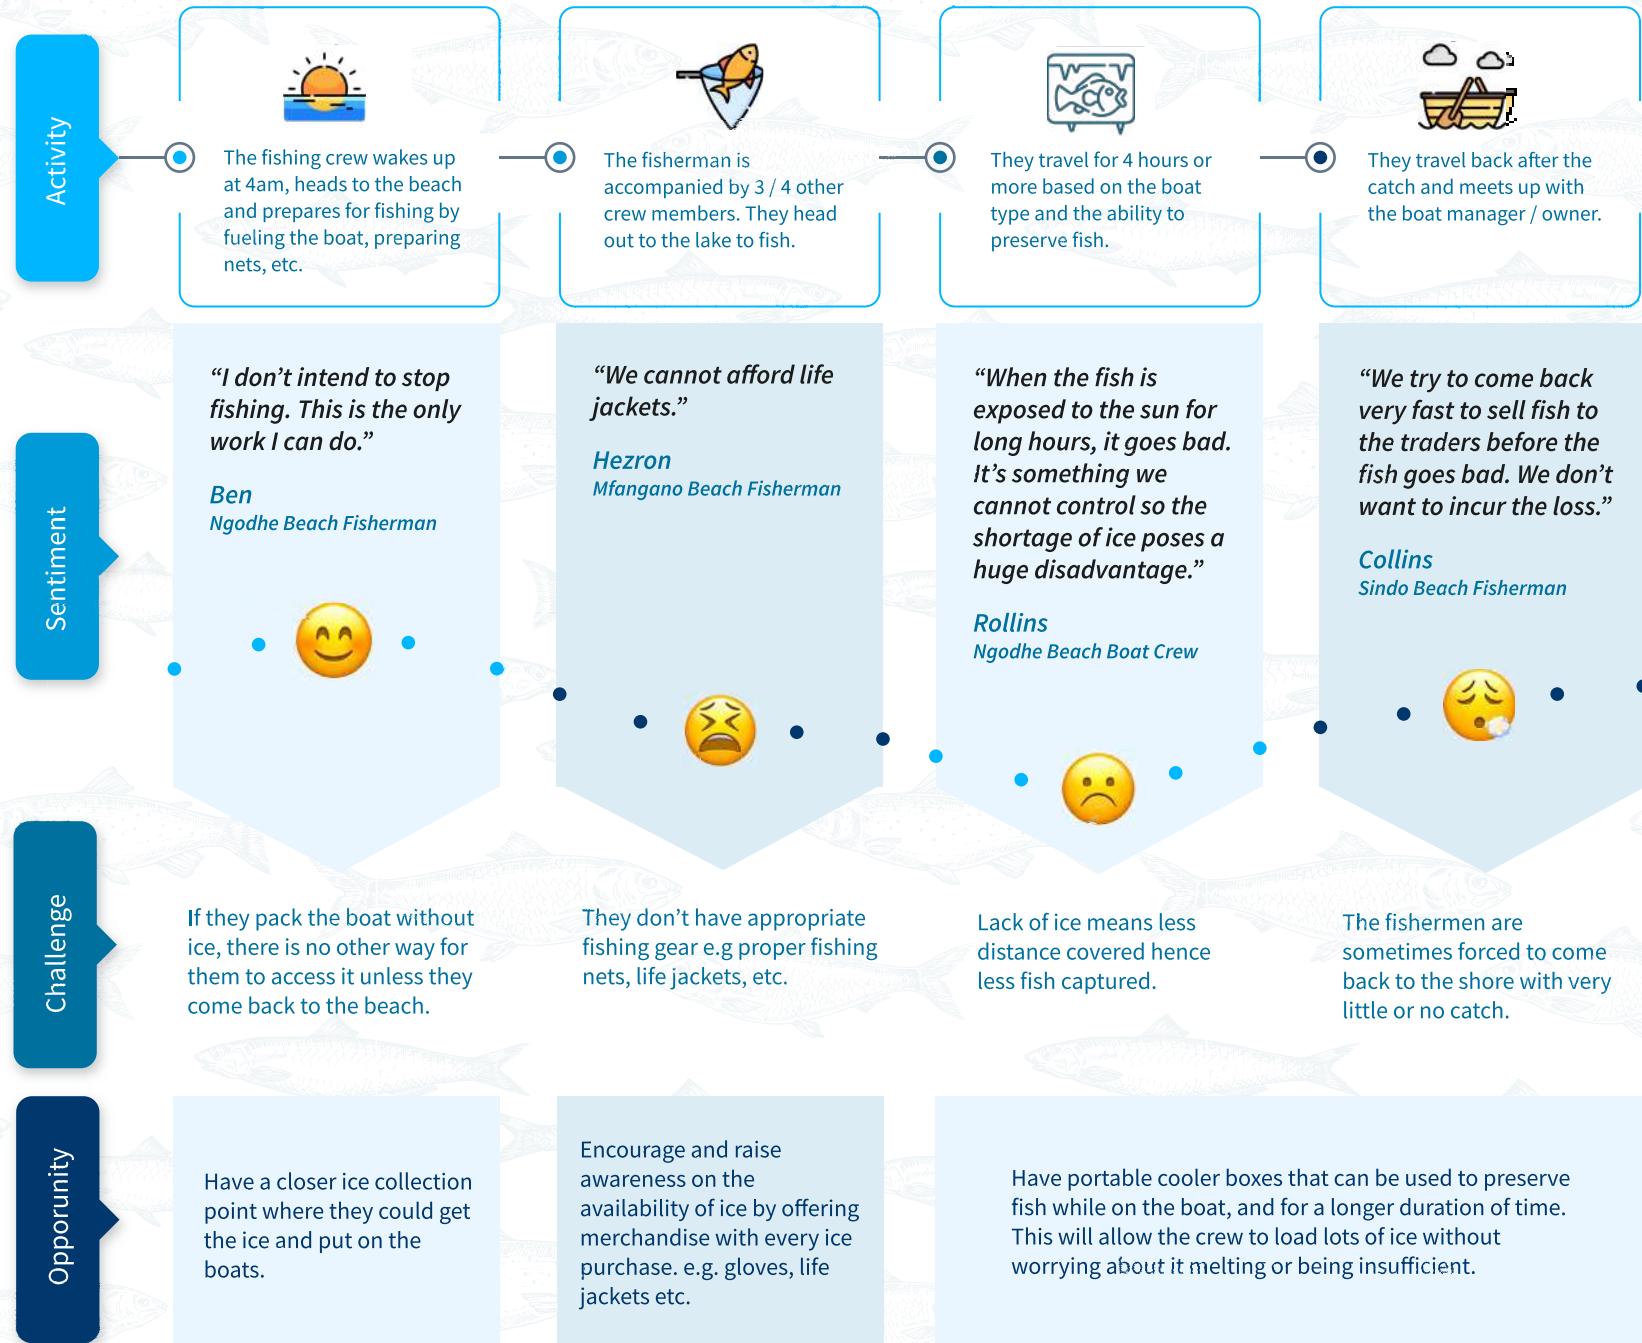 Activity
The fishing crew wakes up
at 4am, heads to the beach
and prepares for fishing by
fueling the boat, preparing
nets, etc.
The fisherman is
accompanied by 3 / 4 other
crew members. They head
out to the lake to fish.
They travel for 4 hours or
more based on the boat
type and the ability to
preserve fish.
They travel back after the
catch and meets up with
the boat manager / owner.
Sentiment
“I don’t intend to stop
fishing. This is the only
work I can do.”
Ben
Ngodhe Beach Fisherman
“We cannot afford life
jackets.”
Hezron
Mfangano Beach Fisherman
“When the fish is
exposed to the sun for
long hours, it goes bad.
It’s something we
cannot control so the
shortage of ice poses a
huge disadvantage.”
Rollins
Ngodhe Beach Boat Crew
“We try to come back
very fast to sell fish to
the traders before the
fish goes bad. We don’t
want to incur the loss.”
Collins
Sindo Beach Fisherman
Challenge
If they pack the boat without
ice, there is no other way for
them to access it unless they
come back to the beach.
They don’t have appropriate
fishing gear e.g proper fishing
nets, life jackets, etc.
Lack of ice means less
distance covered hence
less fish captured.
The fishermen are
sometimes forced to come
back to the shore with very
little or no catch.
Opporunity
Have a closer ice collection
point where they could get
the ice and put on the
boats.
Encourage and raise
awareness on the
availability of ice by offering
merchandise with every ice
purchase. e.g. gloves, life
jackets etc.
Have portable cooler boxes that can be used to preserve
fish while on the boat, and for a longer duration of time.
This will allow the crew to load lots of ice without
worrying about it melting or being insufficient.